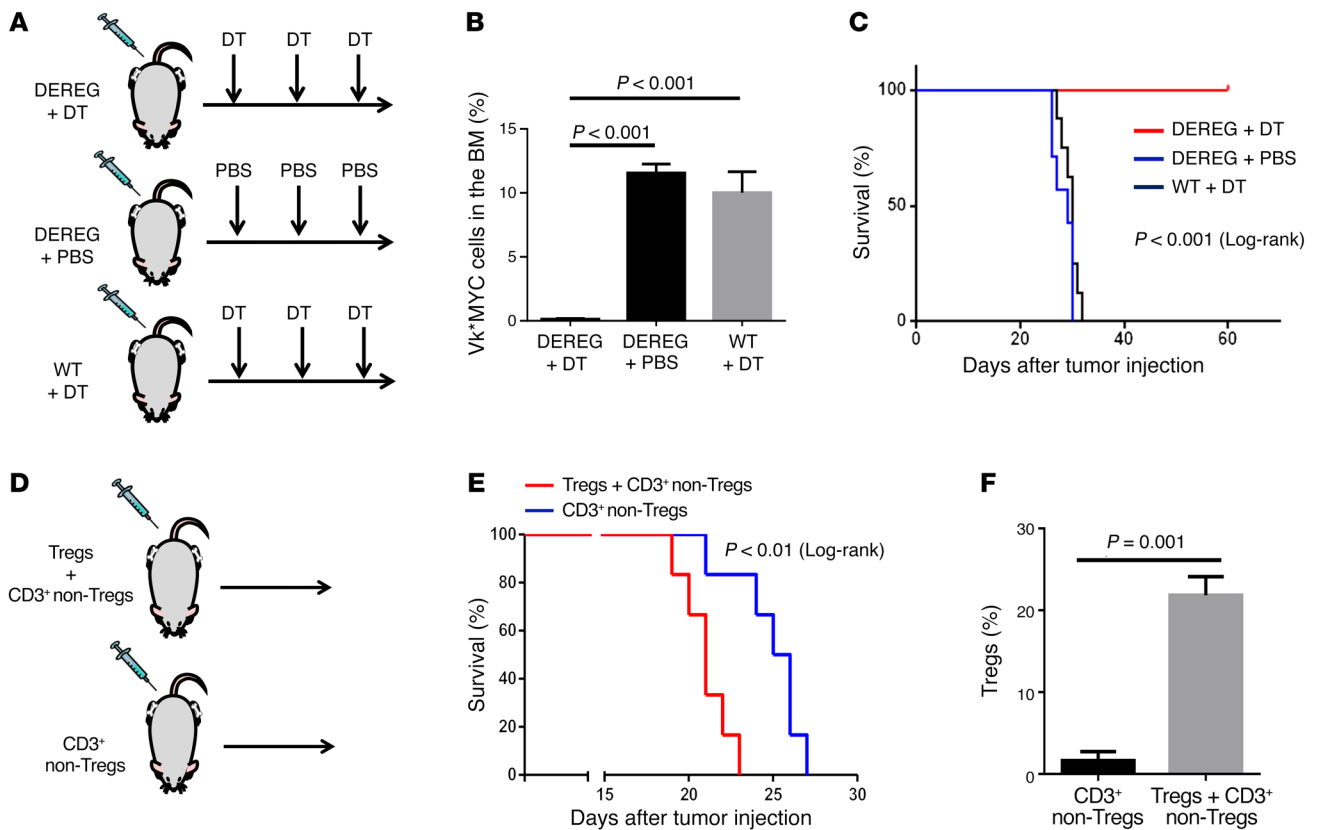 A
DEREG
+ DT
DT DT DT
DEREG
+ PBS
PBS PBS PBS
WT
+ DT
DT DT DT
B
Vk*MYC cells in the BM (%)
P < 0.001
P < 0.001
15
10
5
0
DEREG
+ DT
DEREG
+ PBS
WT
+ DT
C
Survival (%)
100
50
0
0 20 40 60
Days after tumor injection
DEREG + DT
DEREG + PBS
WT + DT
P < 0.001 (Log-rank)
D
Tregs
+
CD3⁺ non-Tregs
CD3⁺
non-Tregs
E
Tregs + CD3⁺ non-Tregs
CD3⁺ non-Tregs
P < 0.01 (Log-rank)
Survival (%)
100
80
60
40
20
0
15 20 25 30
Days after tumor injection
F
Tregs (%)
P = 0.001
30
20
10
0
CD3⁺
non-Tregs
Tregs + CD3⁺
non-Tregs